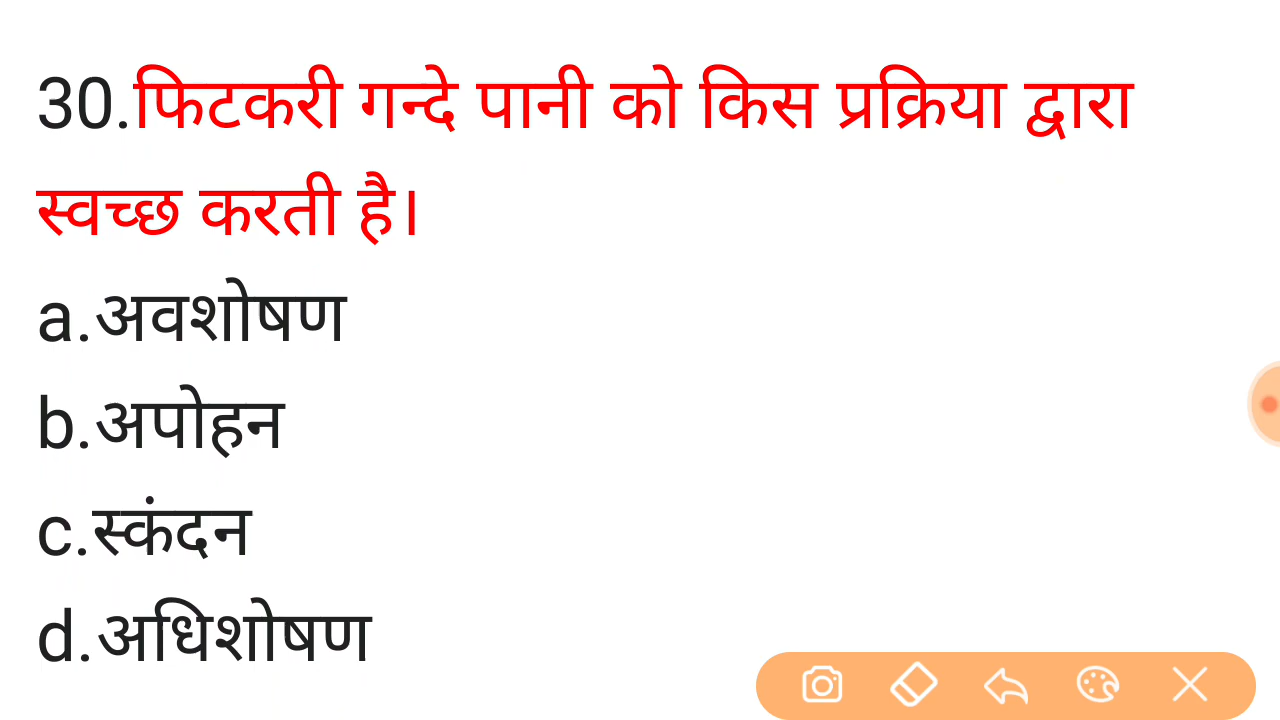 30.फिटकरी गन्दे पानी को किस प्रक्रिया द्वारा
स्वच्छ करती है।
a.अवशोषण
b.अपोहन
c.स्कंदन
d.अधिशोषण